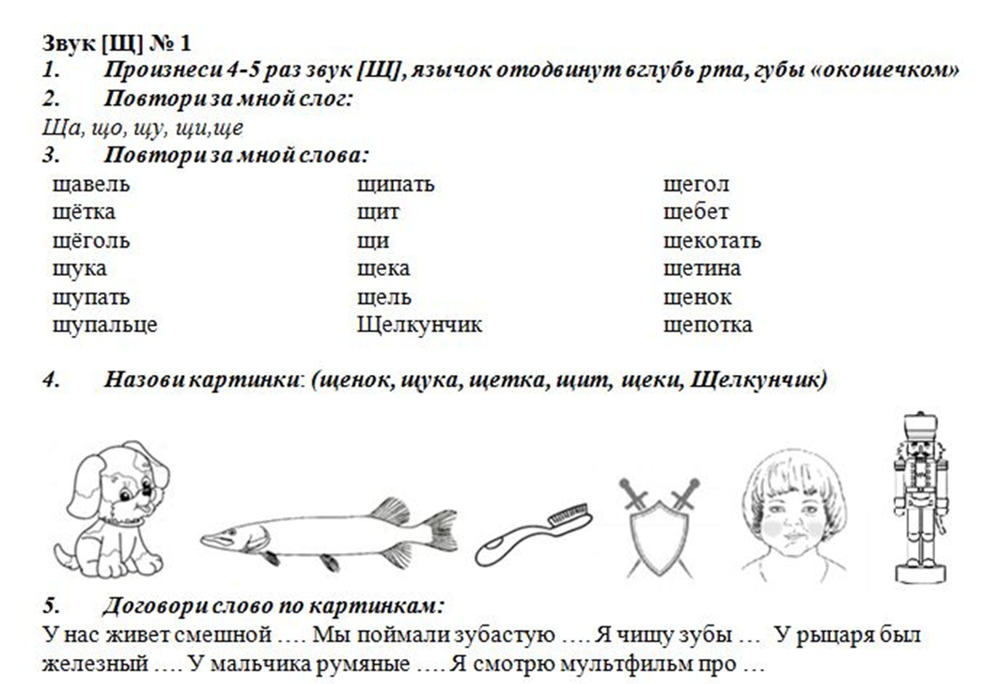 Звук [Щ] № 1
1. Произнеси 4-5 раз звук [Щ], язычок отодвинут вглубь рта, губы «окошечком»
2. Повтори за мной слог:
Ща, що, щу, щи,ще
3. Повтори за мной слова:
щавель щипать щегол
щётка щит щебет
щёголь щи щекотать
щука щека щетина
щупать щель щенок
щупальце Щелкунчик щепотка
4. Назови картинки: (щенок, щука, щетка, щит, щеки, Щелкунчик)
5. Договори слово по картинкам:
У нас живет смешной …. Мы поймали зубастую …. Я чищу зубы … У рыцаря был
железный …. У мальчика румяные …. Я смотрю мультфильм про …